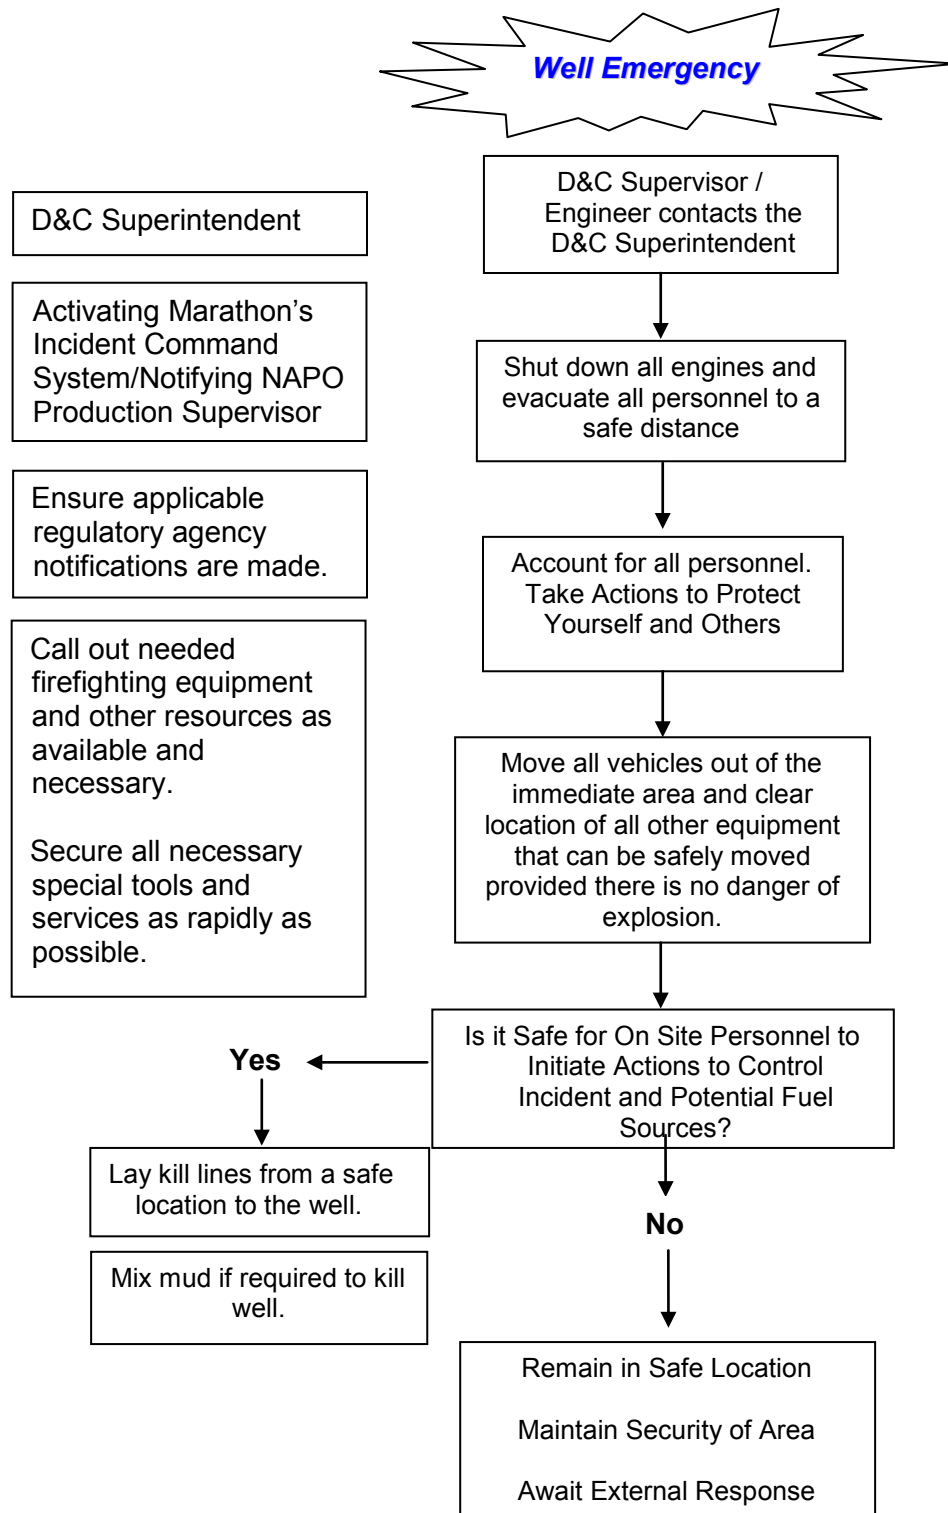 Well Emergency
D&C Supervisor /
Engineer contacts the
D&C Superintendent
D&C Superintendent
Activating Marathon’s
Incident Command
System/Notifying NAPO
Production Supervisor
Shut down all engines and
evacuate all personnel to a
safe distance
Ensure applicable
regulatory agency
notifications are made.
Account for all personnel.
Take Actions to Protect
Yourself and Others
Call out needed
firefighting equipment
and other resources as
available and
necessary.
Secure all necessary
special tools and
services as rapidly as
possible.
Move all vehicles out of the
immediate area and clear
location of all other equipment
that can be safely moved
provided there is no danger of
explosion.
Is it Safe for On Site Personnel to
Initiate Actions to Control
Incident and Potential Fuel
Sources?
Yes
Lay kill lines from a safe
location to the well.
Mix mud if required to kill
well.
No
Remain in Safe Location
Maintain Security of Area
Await External Response